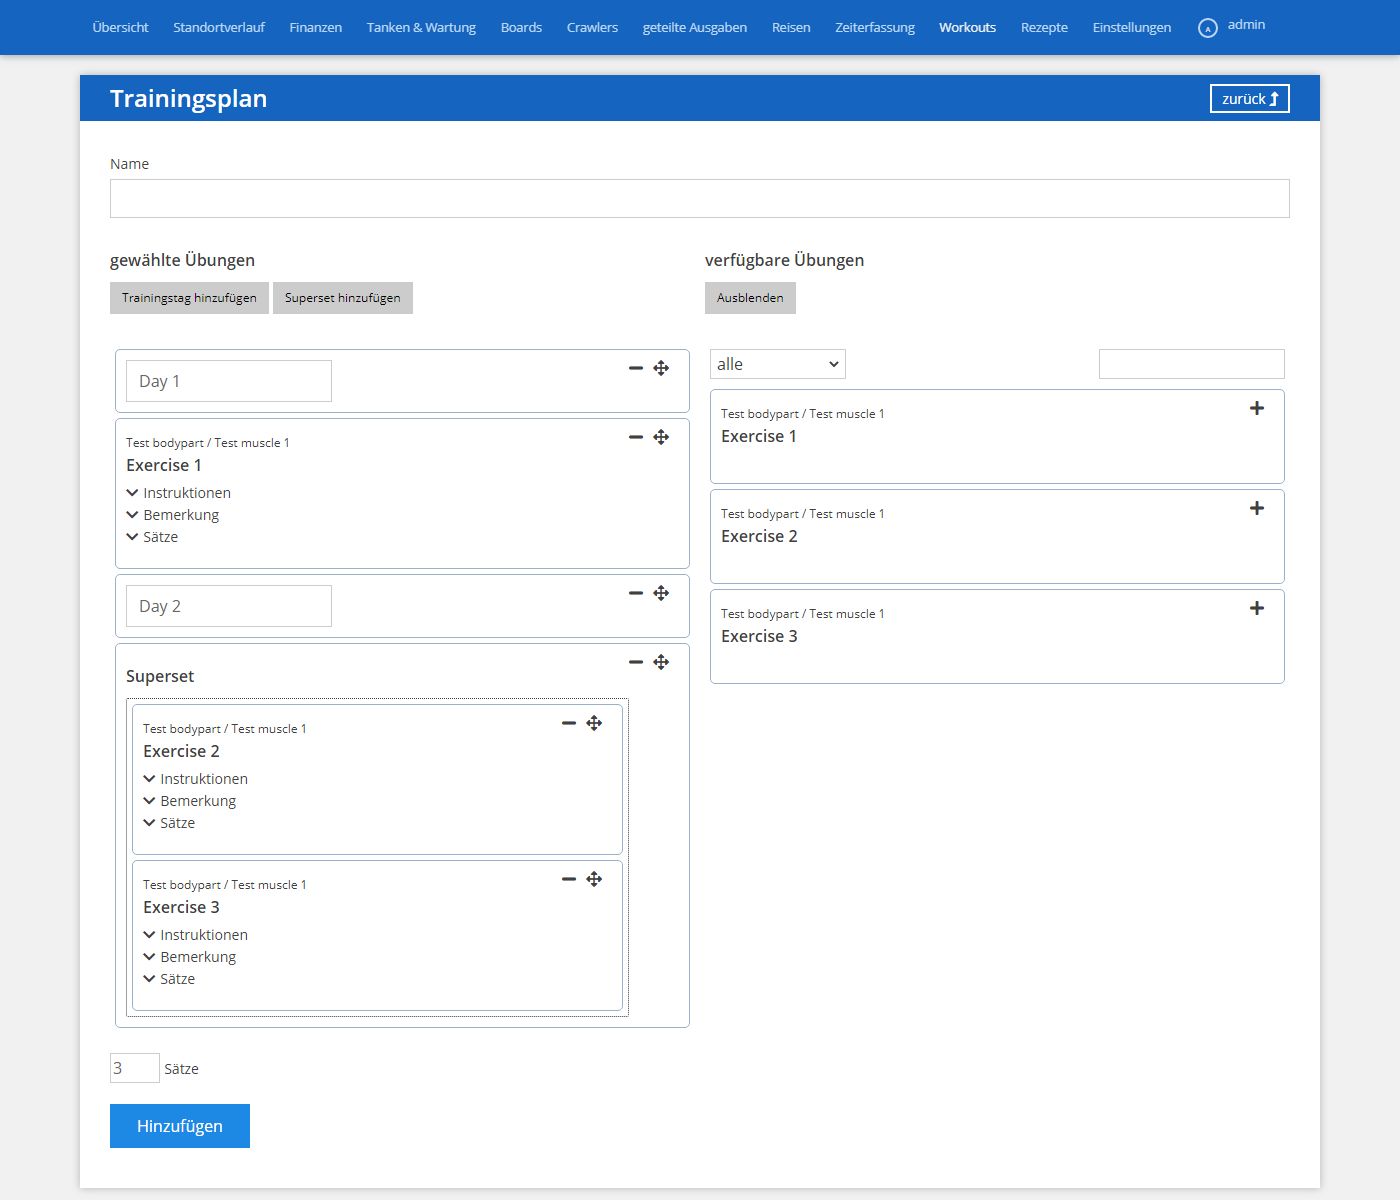 Übersicht Standortverlauf Finanzen Tanken & Wartung Boards Crawlers geteilte Ausgaben Reisen Zeiterfassung Workouts Rezepte Einstellungen A admin
Trainingsplan
zurück
Name
gewählte Übungen
Trainingstag hinzufügen Superset hinzufügen
Day 1
Test bodypart / Test muscle 1
Exercise 1
Instruktionen
Bemerkung
Sätze
Day 2
Superset
Test bodypart / Test muscle 1
Exercise 2
Instruktionen
Bemerkung
Sätze
Test bodypart / Test muscle 1
Exercise 3
Instruktionen
Bemerkung
Sätze
verfügbare Übungen
Ausblenden
alle
Test bodypart / Test muscle 1
Exercise 1
Test bodypart / Test muscle 1
Exercise 2
Test bodypart / Test muscle 1
Exercise 3
3 Sätze
Hinzufügen